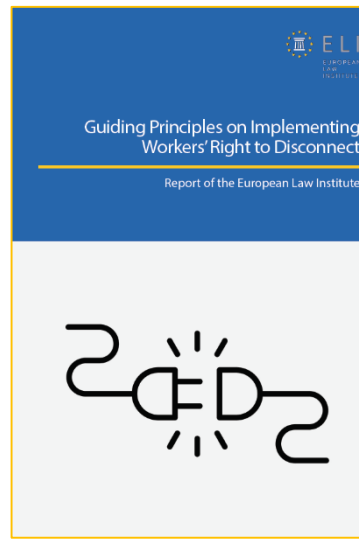 ELI
EUROPEAN
LAW
INSTITUTE
Guiding Principles on Implementing
Workers' Right to Disconnect
Report of the European Law Institute